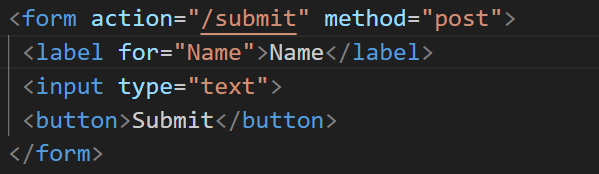 <form action="/submit" method="post">
<label for="Name">Name</label>
<input type="text">
<button>Submit</button>
</form>